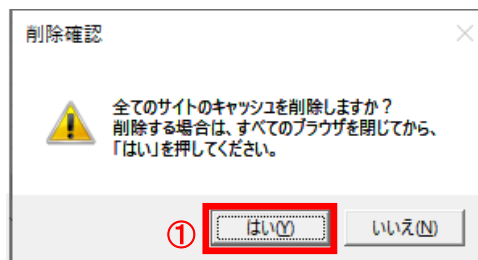 削除確認
全てのサイトのキャッシュを削除しますか？
削除する場合は、すべてのブラウザを閉じてから、
「はい」を押してください。
① はい(Y) いいえ(N)